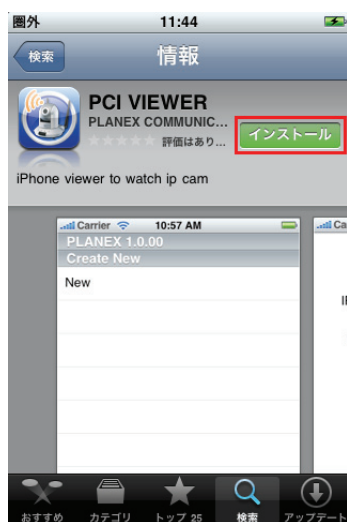 圏外 11:44
検索 情報
PCI VIEWER
PLANEX COMMUNIC...
評価はあり...
インストール
iPhone viewer to watch ip cam
Carrier 10:57 AM
PLANEX 1.0.00
Create New
New
Ca
おすすめ カテゴリ トップ 25 検索 アップデート